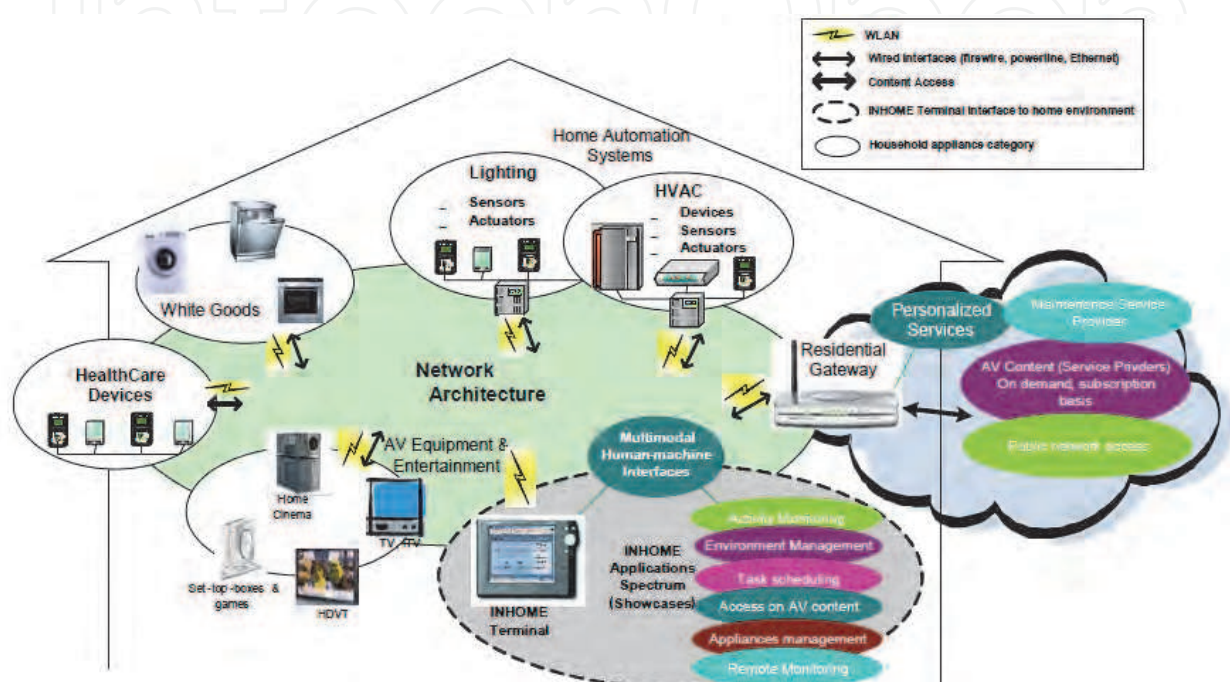 WLAN
Wired Interfaces (firewire, powerline, Ethernet)
Content Access
INHOME Terminal Interface to home environment
Household appliance category
Home Automation
Systems
Lighting
– Sensors
– Actuators
HVAC
– Devices
– Sensors
– Actuators
White Goods
HealthCare
Devices
Network
Architecture
Residential
Gateway
Personalized
Services
Maintenance Service
Provider
AV Content (Service Prividers)
On demand, subscription
basis
Public network access
AV Equipment &
Entertainment
Home
Cinema
TV
Set-top-boxes &
games
HDVT
Multimodal
Human-machine
Interfaces
INHOME
Terminal
INHOME
Applications
Spectrum
(Showcases)
Activity Monitoring
Environment Management
Task scheduling
Access on AV content
Appliances management
Remote Monitoring